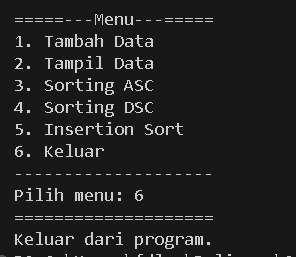 =====---Menu---=====
1. Tambah Data
2. Tampil Data
3. Sorting ASC
4. Sorting DSC
5. Insertion Sort
6. Keluar
--------------------
Pilih menu: 6
====================
Keluar dari program.